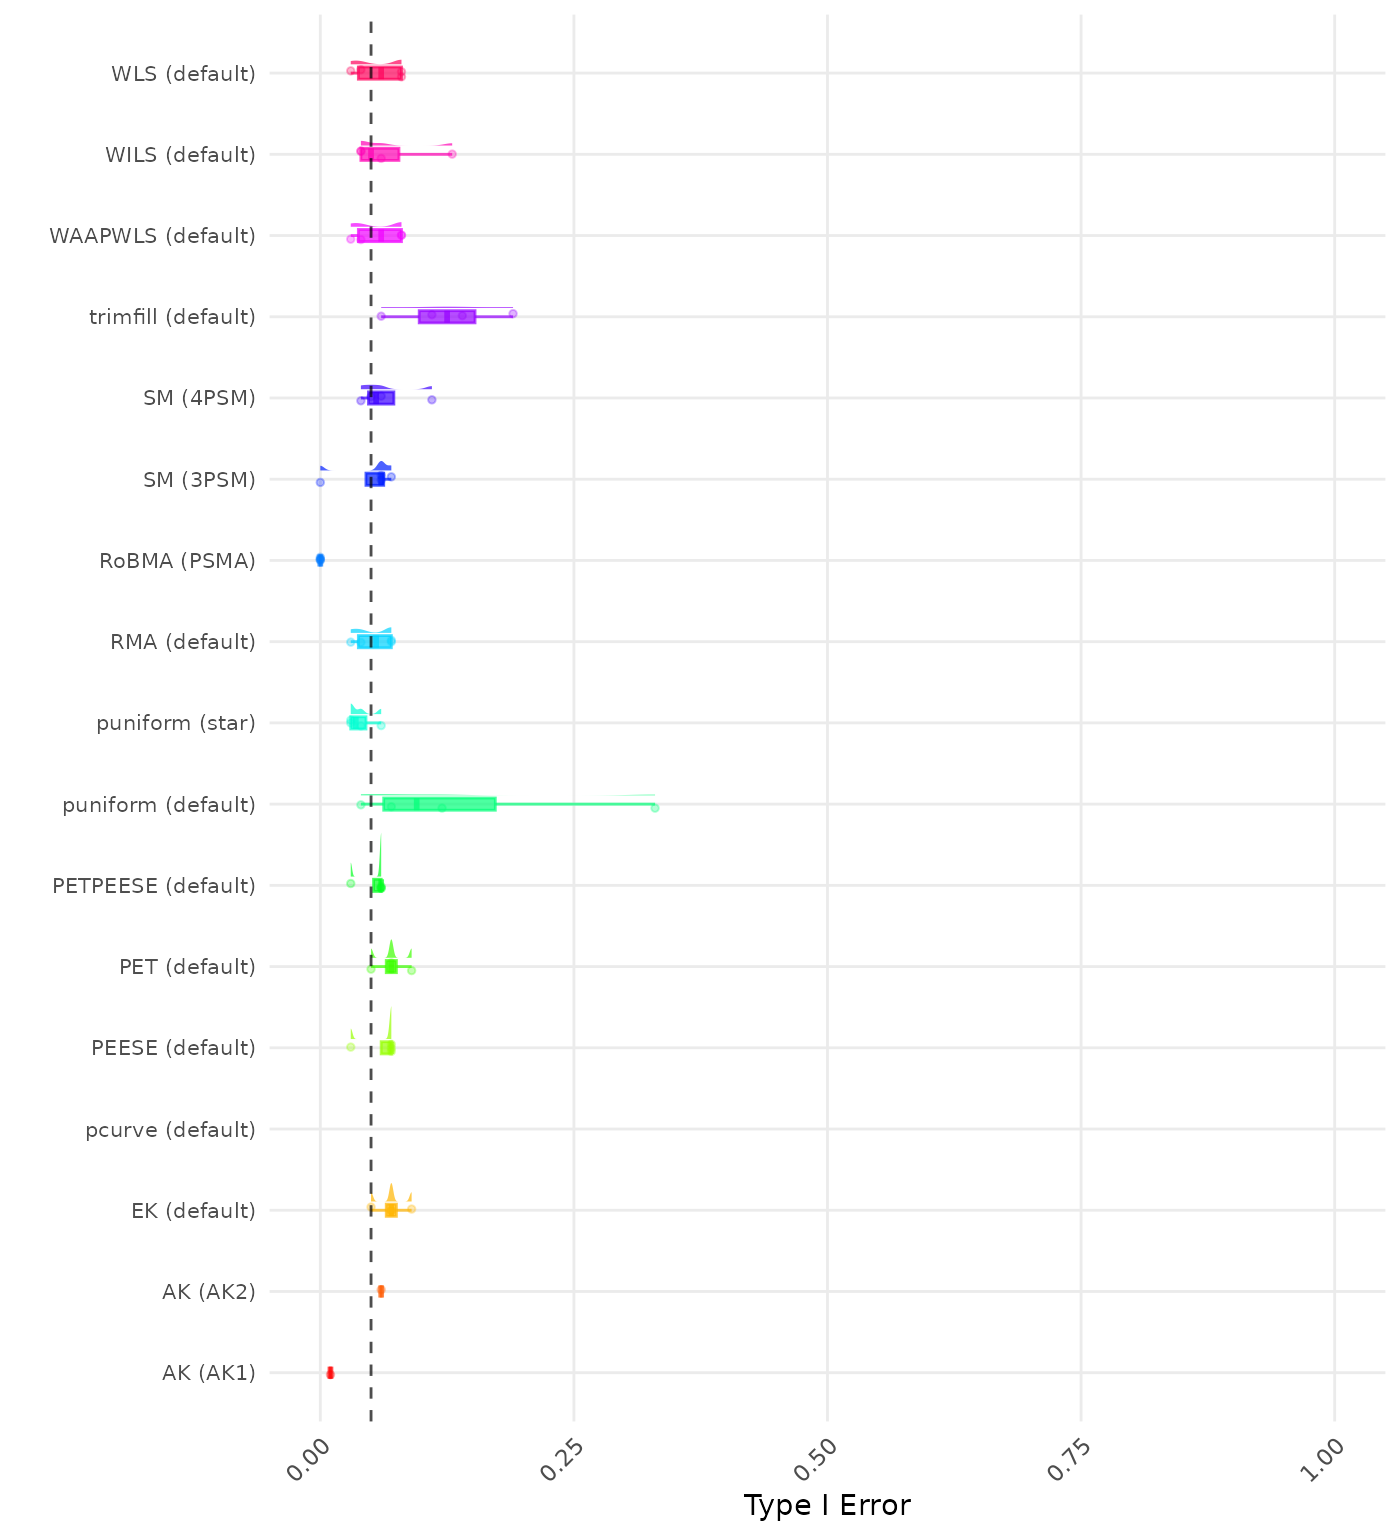 WLS (default)
WILS (default)
WAAPWLS (default)
trimfill (default)
SM (4PSM)
SM (3PSM)
RoBMA (PSMA)
RMA (default)
puniform (star)
puniform (default)
PETPEESE (default)
PET (default)
PEESE (default)
pcurve (default)
EK (default)
AK (AK2)
AK (AK1)
0.00
0.25
0.50
0.75
1.00
Type I Error